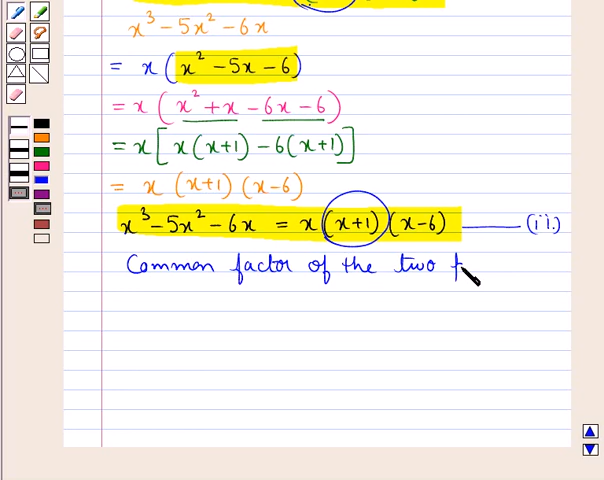 x³ – 5x² – 6x
= x (x² – 5x – 6)
= x (x² + x – 6x – 6)
= x [x(x+1) – 6(x+1)]
= x (x+1) (x–6)
x³ – 5x² – 6x = x (x+1) (x–6) ——— (ii.)
Common factor of the two f